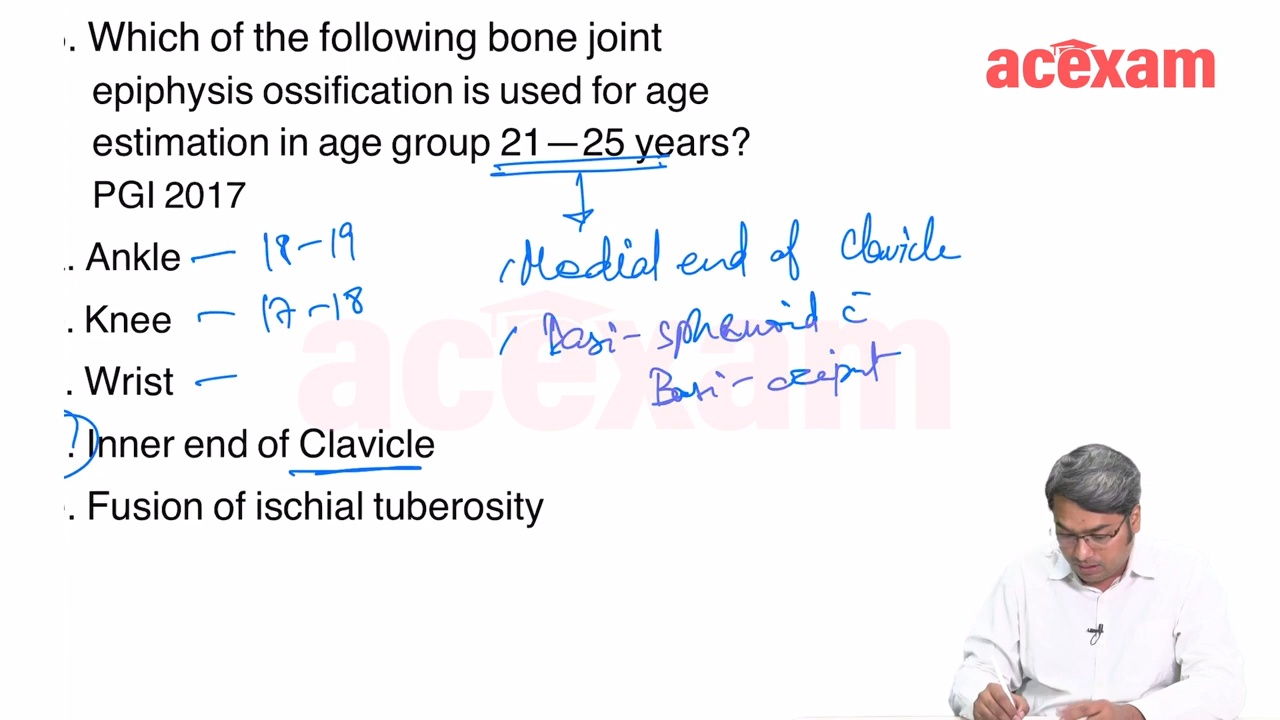 . Which of the following bone joint
epiphysis ossification is used for age
estimation in age group 21—25 years?
PGI 2017
. Ankle — 18-19
. Knee — 17-18
. Wrist —
. Inner end of Clavicle
. Fusion of ischial tuberosity
Medial end of Clavicle
Basi-sphenoid c̄
Basi-occiput
acexam
acexam